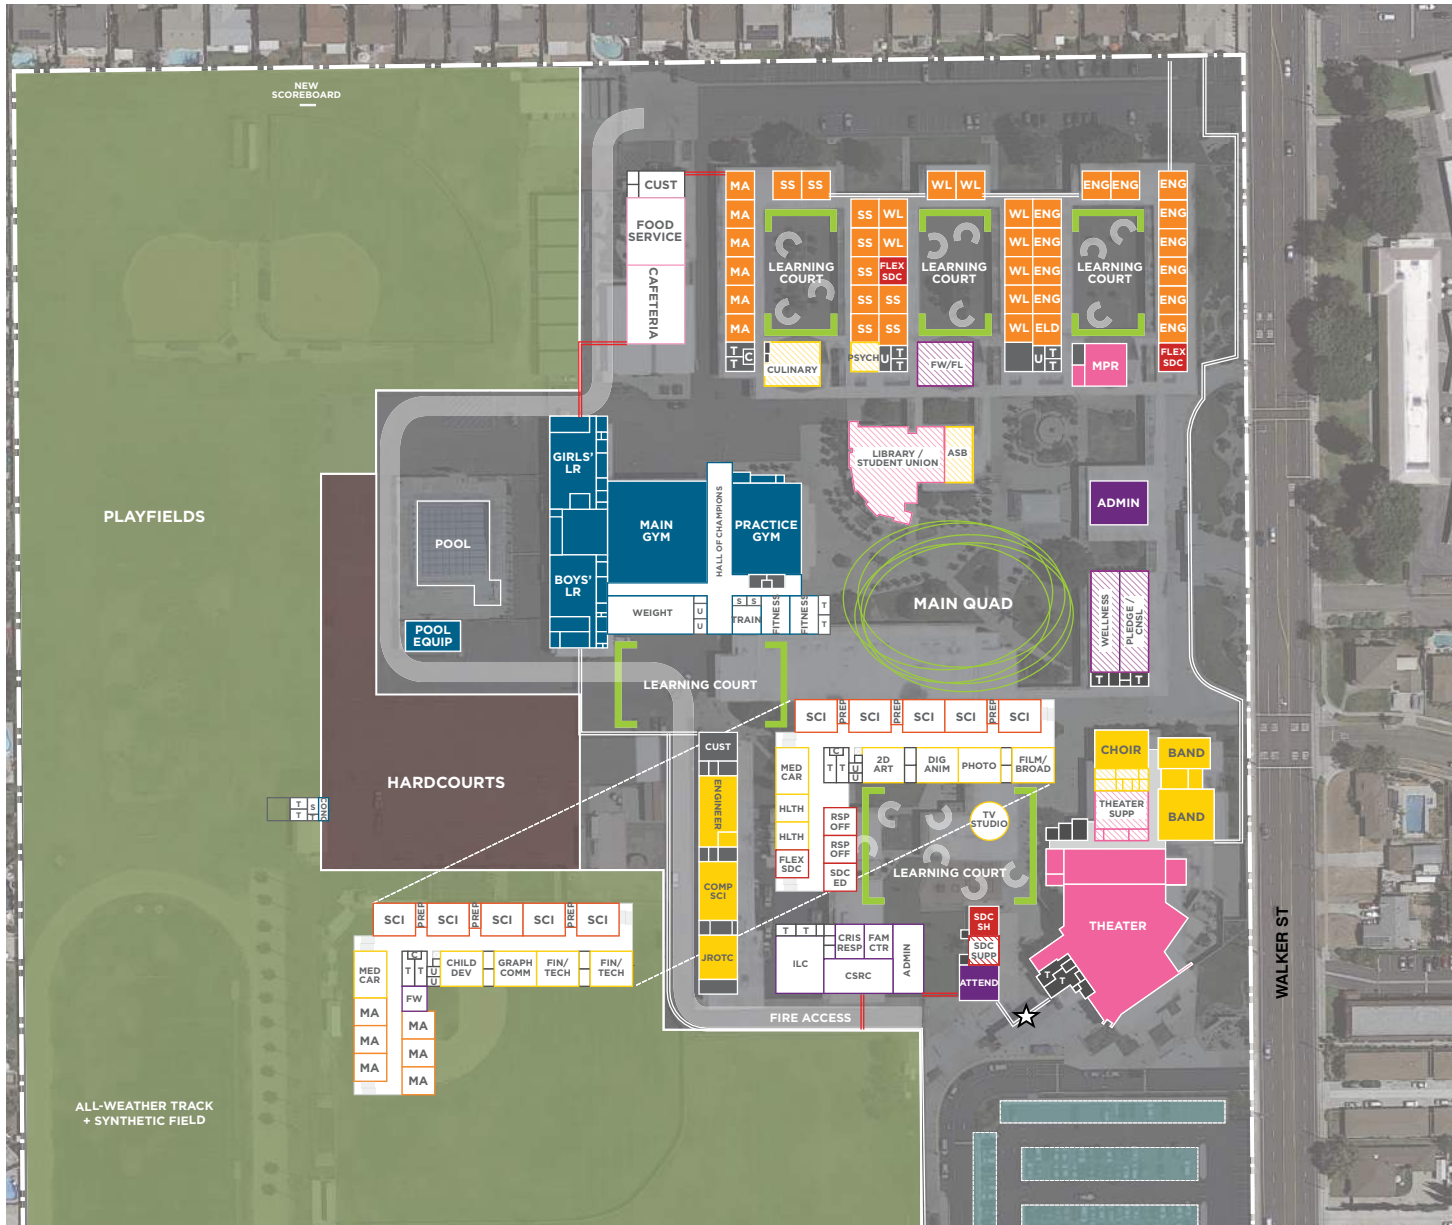 NEW
SCOREBOARD
CUST
FOOD
SERVICE
CAFETERIA
MA
MA
MA
MA
MA
MA
T
T
C
SS SS
LEARNING
COURT
CULINARY
SS WL
SS WL
SS FLEX
SDC
SS SS
SS SS
PSYCH
U
T
T
WL WL
LEARNING
COURT
FW/FL
WL ENG
WL ENG
WL ENG
WL ENG
WL ELD
U
T
T
ENG ENG
LEARNING
COURT
MPR
ENG
ENG
ENG
ENG
ENG
ENG
FLEX
SDC
PLAYFIELDS
POOL
POOL
EQUIP
GIRLS'
LR
BOYS'
LR
MAIN
GYM
HALL OF CHAMPIONS
PRACTICE
GYM
WEIGHT
U
U
S S
TRAIN
FITNESS
FITNESS
T
T
LIBRARY /
STUDENT UNION
ASB
ADMIN
MAIN QUAD
WELLNESS
PLEDGE /
CNSL
T
T
LEARNING COURT
HARDCOURTS
T
T
S
T
CONC
CUST
ENGINEER
COMP
SCI
JROTC
SCI
PREP
SCI
PREP
SCI
SCI
PREP
SCI
MED
CAR
C
T T
U
U
2D
ART
DIG
ANIM
PHOTO
FILM/
BROAD
HLTH
HLTH
FLEX
SDC
RSP
OFF
RSP
OFF
SDC
ED
TV
STUDIO
LEARNING COURT
CHOIR
BAND
THEATER
SUPP
BAND
THEATER
T
T
SDC
SH
SDC
SUPP
ATTEND
T T
ILC
CRIS
RESP
FAM
CTR
CSRC
ADMIN
FIRE ACCESS
WALKER ST
SCI
PREP
SCI
PREP
SCI
SCI
PREP
SCI
MED
CAR
C
T T
U
U
CHILD
DEV
GRAPH
COMM
FIN/
TECH
FIN/
TECH
FW
MA
MA
MA
MA
MA
MA
ALL-WEATHER TRACK
+ SYNTHETIC FIELD